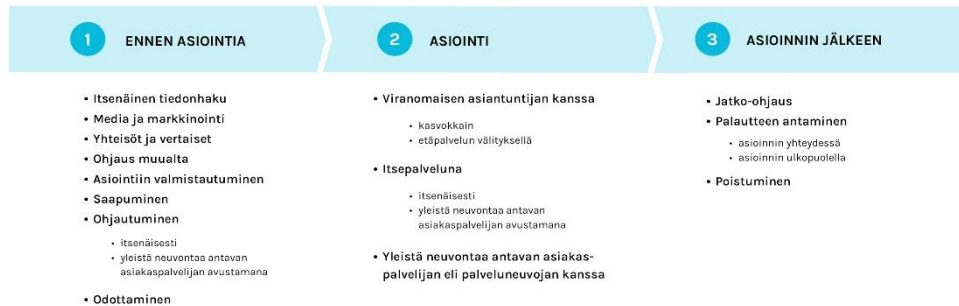 1 ENNEN ASIOINTIA
• Itsenäinen tiedonhaku
• Media ja markkinointi
• Yhteisöt ja vertaiset
• Ohjaus muualta
• Asiointiin valmistautuminen
• Saapuminen
• Ohjautuminen
• itsenäisesti
• yleistä neuvontaa antavan
asiakaspalvelijan avustamana
• Odottaminen
2 ASIOINTI
• Viranomaisen asiantuntijan kanssa
• kasvokkain
• etäpalvelun välityksellä
• Itsepalveluna
• itsenäisesti
• yleistä neuvontaa antavan
asiakaspalvelijan avustamana
• Yleistä neuvontaa antavan asiakas-
palvelijan eli palveluneuvojan kanssa
3 ASIOINNIN JÄLKEEN
• Jatko-ohjaus
• Palautteen antaminen
• asioinnin yhteydessä
• asioinnin ulkopuolella
• Poistuminen